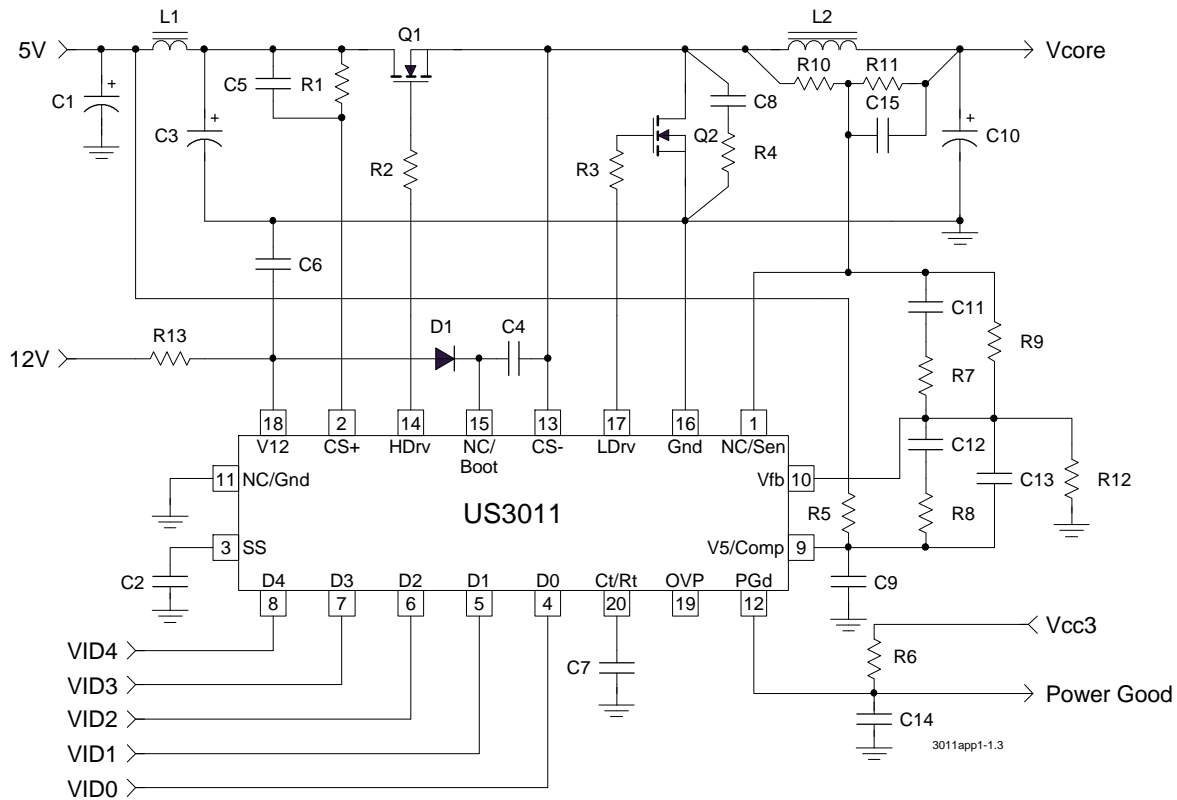 L1
Q1
L2
5V
Vcore
C1
+
C3
+
C5
R1
R2
R3
Q2
C8
R4
R10
R11
C15
+
C10
C6
C11
R9
R7
12V
R13
D1
C4
18
2
14
15
13
17
16
1
V12
CS+
HDrv
NC/
Boot
CS-
LDrv
Gnd
NC/Sen
11
NC/Gnd
Vfb
10
C12
C13
R12
US3011
R5
R8
3
SS
V5/Comp
9
C2
C9
D4
D3
D2
D1
D0
Ct/Rt
OVP
PGd
8
7
6
5
4
20
19
12
Vcc3
VID4
R6
C7
VID3
Power Good
VID2
C14
3011app1-1.3
VID1
VID0